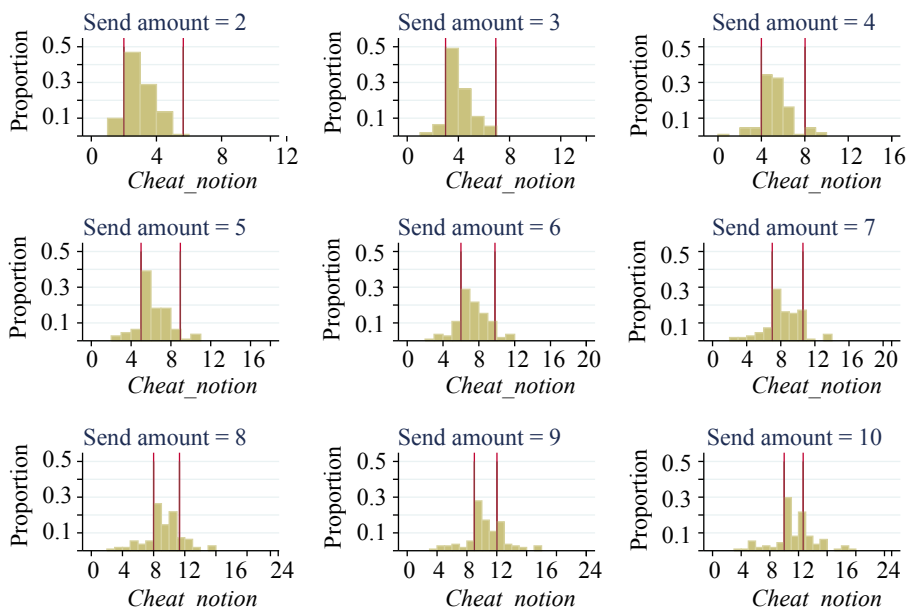 Send amount = 2
Proportion
0.5
0.3
0.1
0 4 8 12
Cheat_notion
Send amount = 3
Proportion
0.5
0.3
0.1
0 4 8 14
Cheat_notion
Send amount = 4
Proportion
0.5
0.3
0.1
0 4 8 12 16
Cheat_notion
Send amount = 5
Proportion
0.5
0.3
0.1
0 4 8 12 18
Cheat_notion
Send amount = 6
Proportion
0.5
0.3
0.1
0 4 8 12 16 20
Cheat_notion
Send amount = 7
Proportion
0.5
0.3
0.1
0 4 8 12 16 20
Cheat_notion
Send amount = 8
Proportion
0.5
0.3
0.1
0 4 8 12 16 24
Cheat_notion
Send amount = 9
Proportion
0.5
0.3
0.1
0 4 8 12 16 24
Cheat_notion
Send amount = 10
Proportion
0.5
0.3
0.1
0 4 8 12 16 24
Cheat_notion